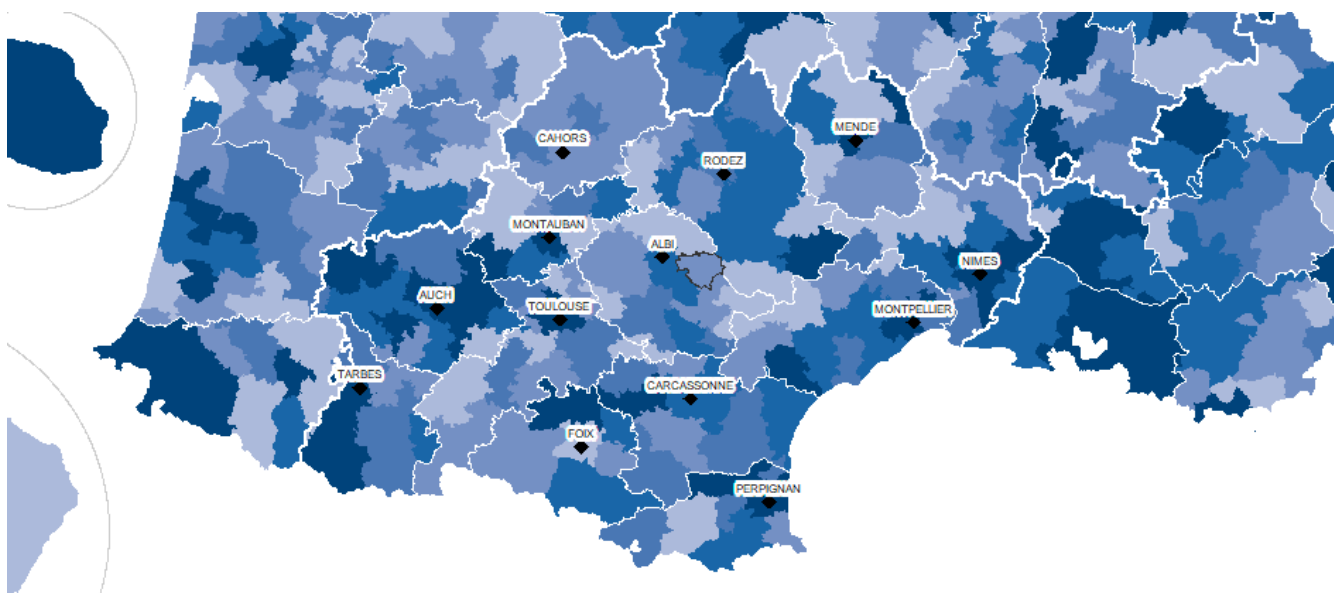 CAHORS
MENDE
RODEZ
MONTAUBAN
ALBI
NIMES
AUCH
TOULOUSE
MONTPELLIER
TARBES
CARCASSONNE
FOIX
PERPIGNAN